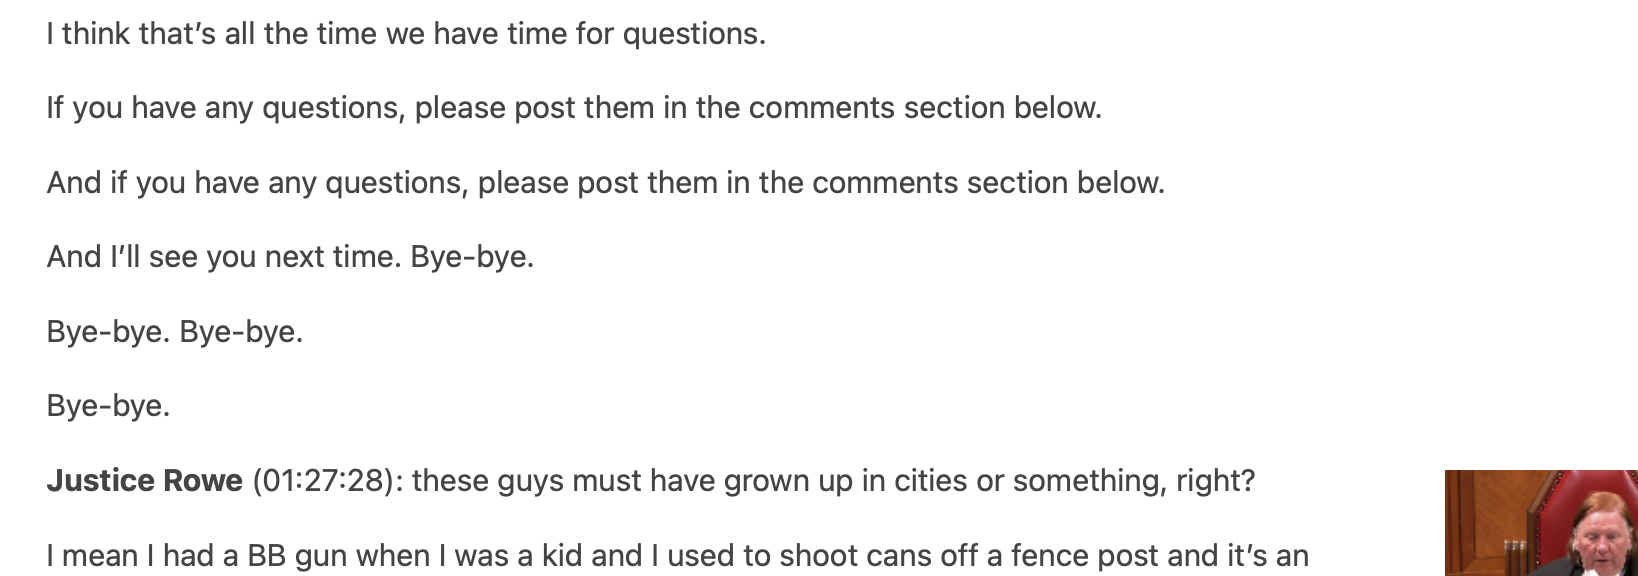 I think that’s all the time we have time for questions.
If you have any questions, please post them in the comments section below.
And if you have any questions, please post them in the comments section below.
And I’ll see you next time. Bye-bye.
Bye-bye. Bye-bye.
Bye-bye.
Justice Rowe (01:27:28): these guys must have grown up in cities or something, right?
I mean I had a BB gun when I was a kid and I used to shoot cans off a fence post and it’s an